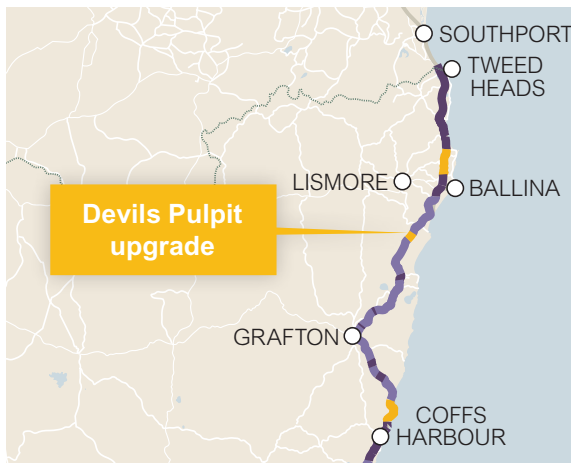 SOUTHPORT
TWEED
HEADS
LISMORE
BALLINA
Devils Pulpit
upgrade
GRAFTON
COFFS
HARBOUR